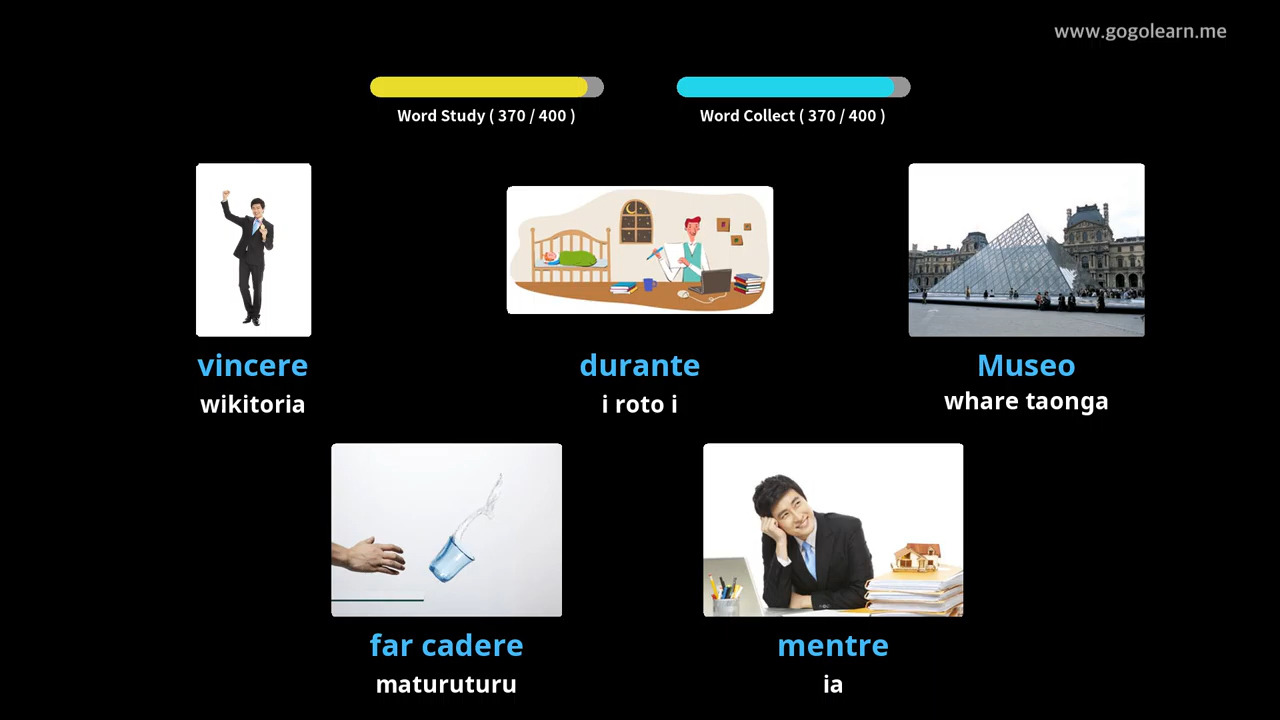 www.gogolearn.me
Word Study ( 370 / 400 )
Word Collect ( 370 / 400 )
vincere
wikitoria
durante
i roto i
Museo
whare taonga
far cadere
maturuturu
mentre
ia